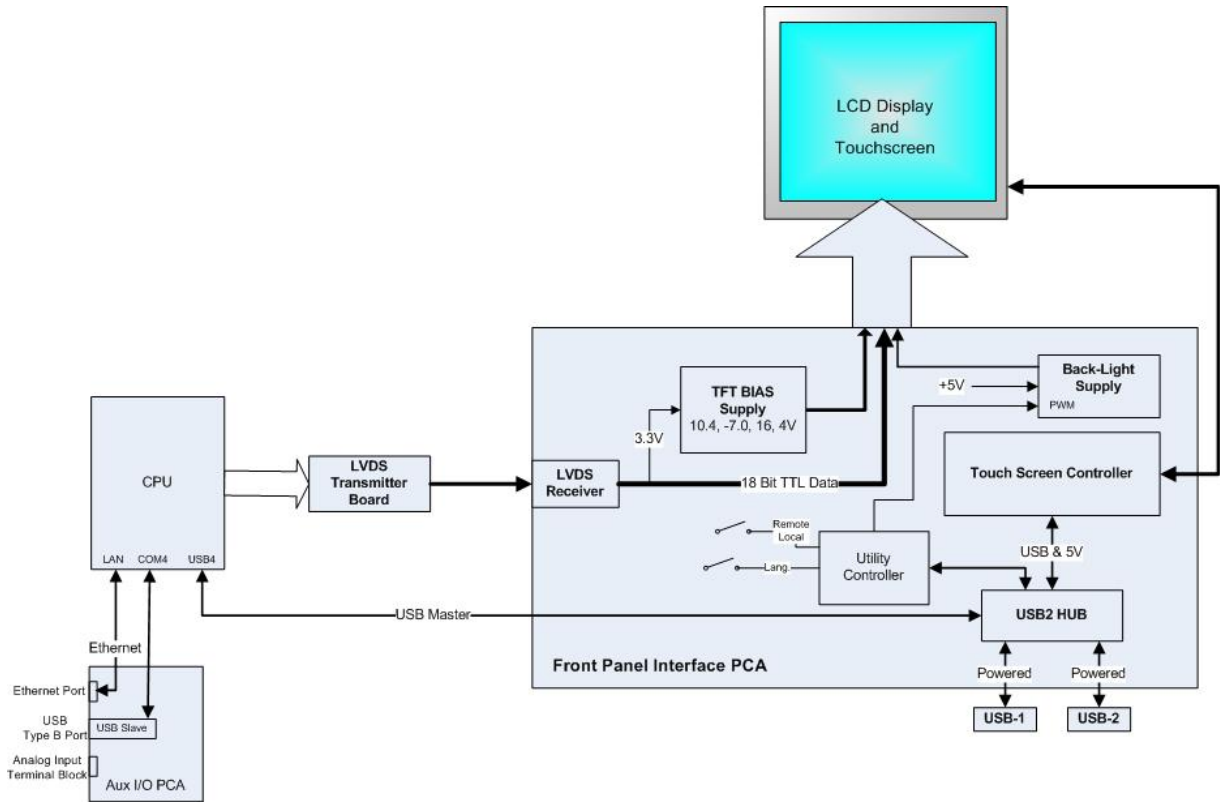 LCD Display
and
Touchscreen
TFT BIAS
Supply
10.4, -7.0, 16, 4V
3.3V
+5V
Back-Light
Supply
PWM
CPU
LAN
COM4
USB4
LVDS
Transmitter
Board
LVDS
Receiver
18 Bit TTL Data
Touch Screen Controller
Remote
Local
Lang.
Utility
Controller
USB & 5V
USB2 HUB
USB Master
Front Panel Interface PCA
Powered
Powered
USB-1
USB-2
Ethernet
Ethernet Port
USB
Type B Port
USB Slave
Analog Input
Terminal Block
Aux I/O PCA